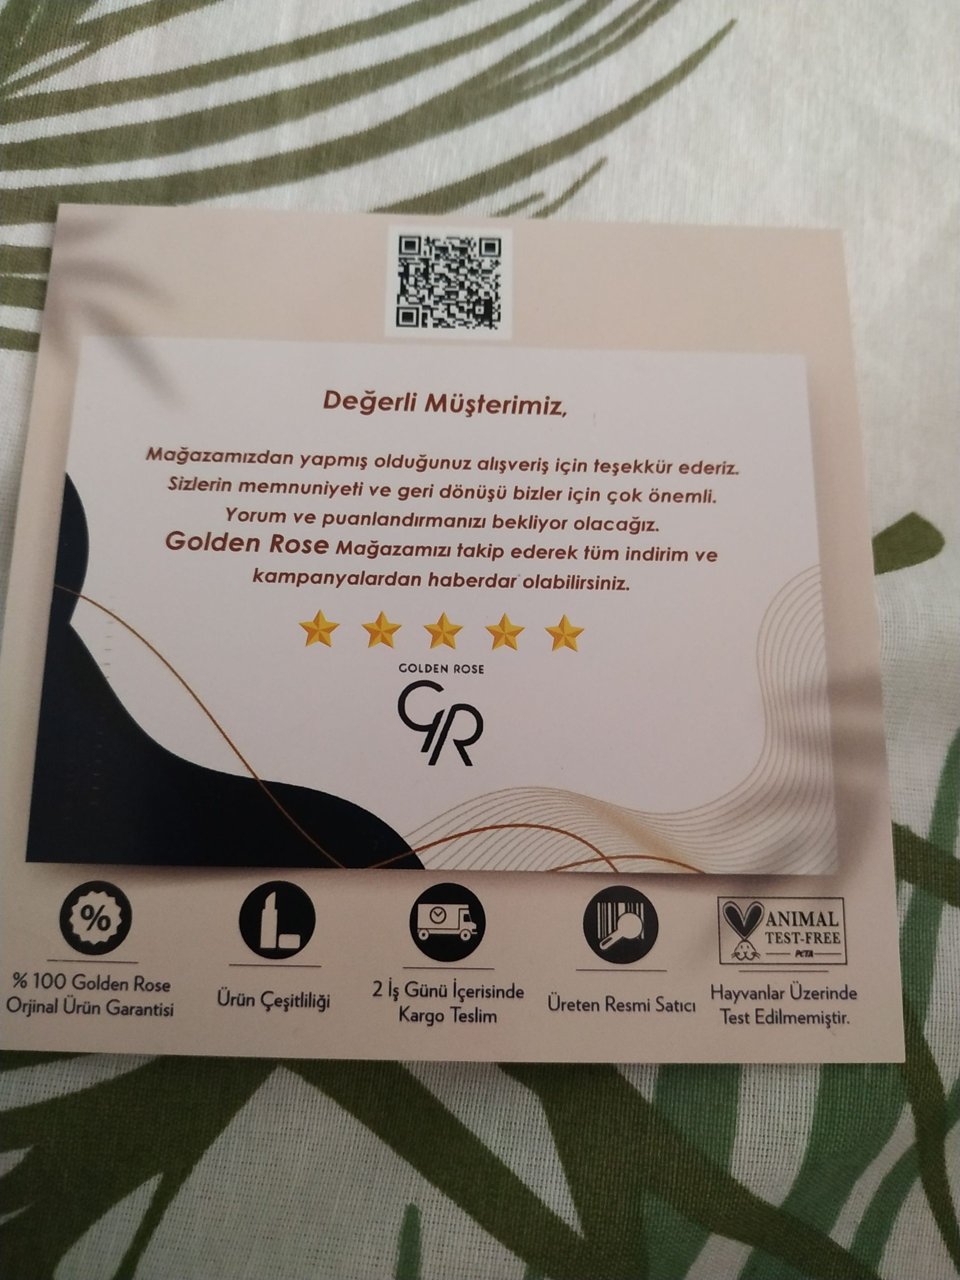 Değerli Müşterimiz,
Mağazamızdan yapmış olduğunuz alışveriş için teşekkür ederiz.
Sizlerin memnuniyeti ve geri dönüşü bizler için çok önemli.
Yorum ve puanlandırmanızı bekliyor olacağız.
Golden Rose Mağazamızı takip ederek tüm indirim ve
kampanyalardan haberdar olabilirsiniz.
GOLDEN ROSE
GR
%
% 100 Golden Rose
Orjinal Ürün Garantisi
Ürün Çeşitliliği
2 İş Günü İçerisinde
Kargo Teslim
Üreten Resmi Satıcı
ANIMAL
TEST-FREE
PETA
Hayvanlar Üzerinde
Test Edilmemiştir.